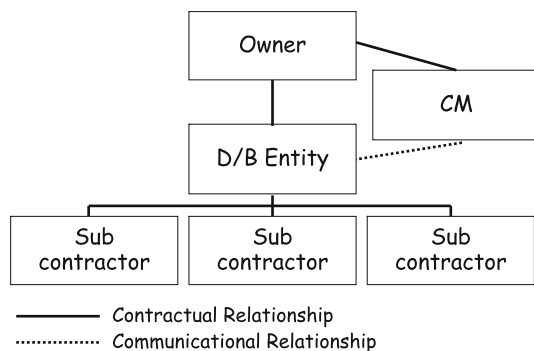 Owner
CM
D/B Entity
Sub
contractor
Sub
contractor
Sub
contractor
Contractual Relationship
Communicational Relationship